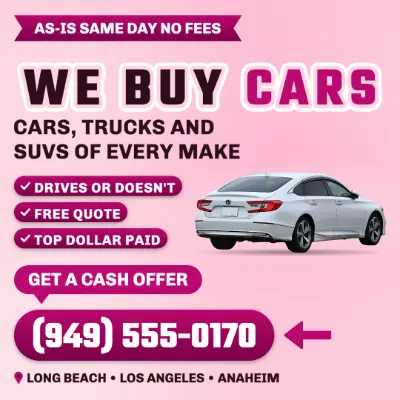 AS-IS SAME DAY NO FEES
WE BUY CARS
CARS, TRUCKS AND
SUVS OF EVERY MAKE
DRIVES OR DOESN'T
FREE QUOTE
TOP DOLLAR PAID
GET A CASH OFFER
(949) 555-0170
LONG BEACH • LOS ANGELES • ANAHEIM